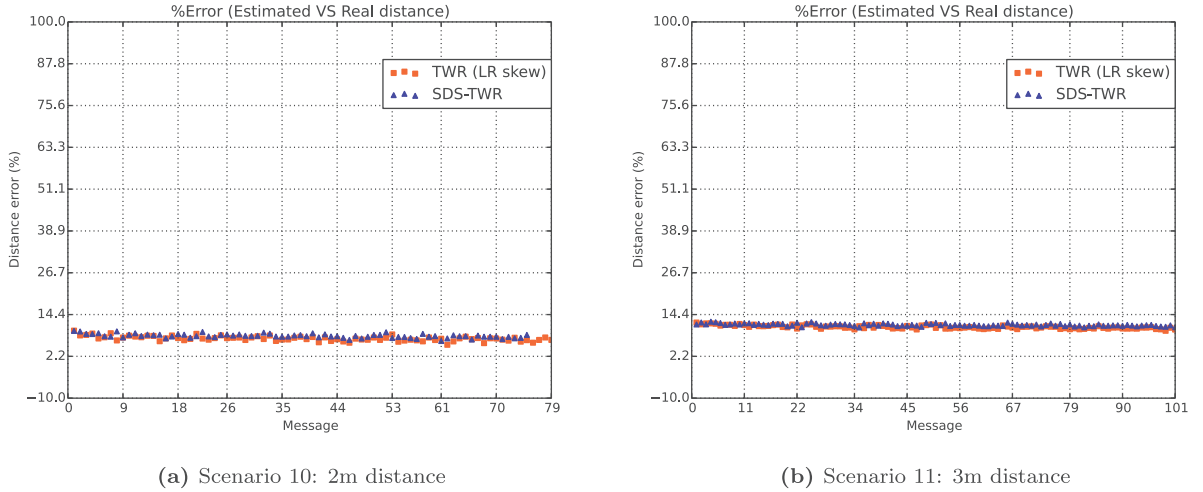 %Error (Estimated VS Real distance)
100.0
87.8
75.6
63.3
51.1
38.9
26.7
14.4
2.2
−10.0
Distance error (%)
TWR (LR skew)
SDS-TWR
0 9 18 26 35 44 53 61 70 79
Message
(a) Scenario 10: 2m distance
%Error (Estimated VS Real distance)
100.0
87.8
75.6
63.3
51.1
38.9
26.7
14.4
2.2
−10.0
Distance error (%)
TWR (LR skew)
SDS-TWR
0 11 22 34 45 56 67 79 90 101
Message
(b) Scenario 11: 3m distance